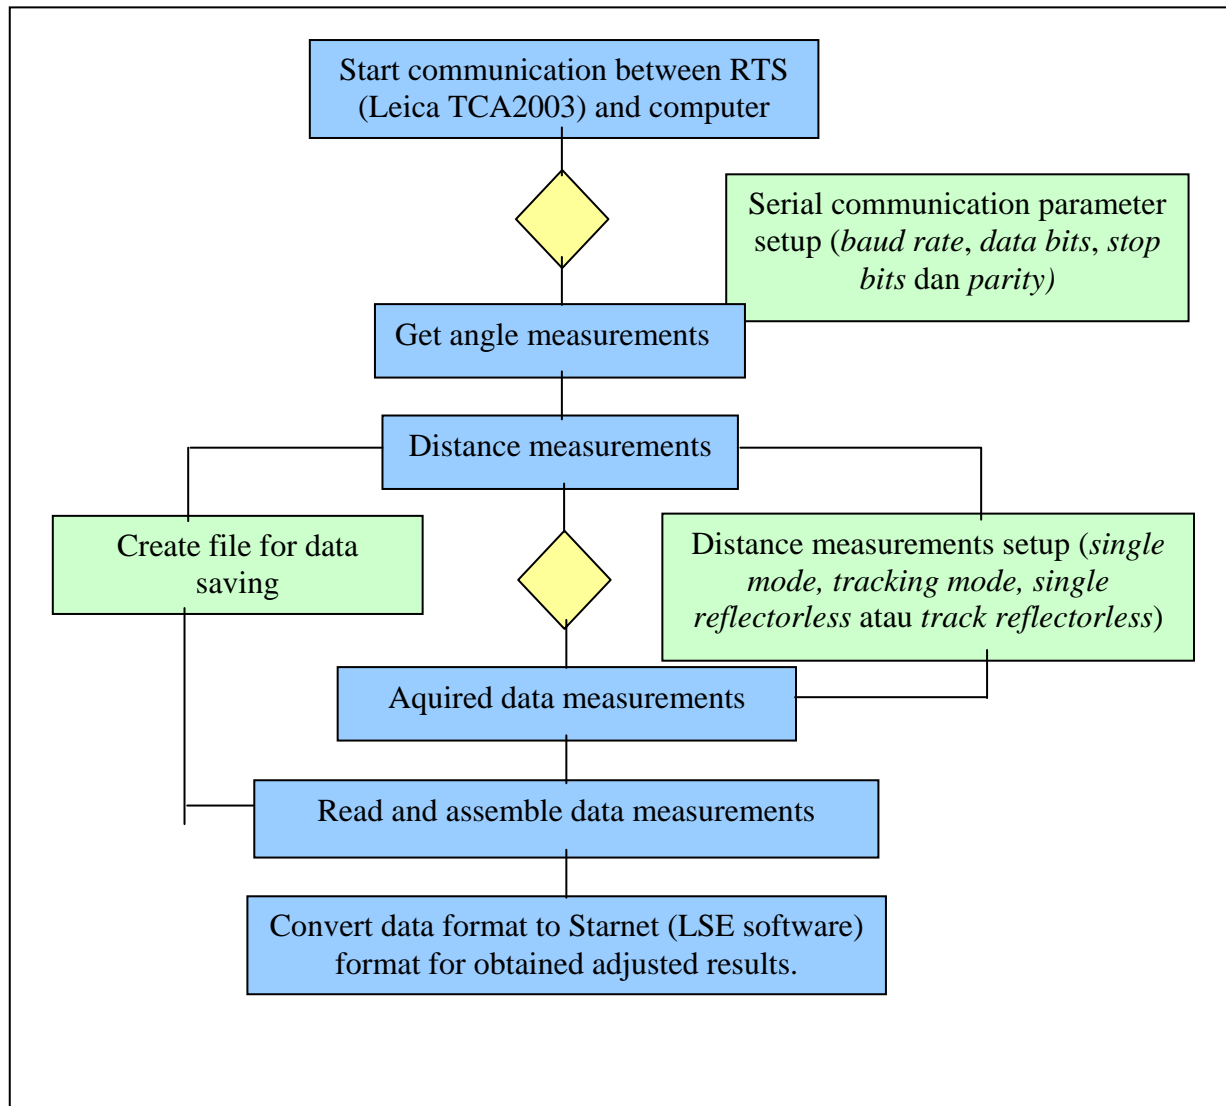 Start communication between RTS
(Leica TCA2003) and computer
Serial communication parameter
setup (baud rate, data bits, stop
bits dan parity)
Get angle measurements
Distance measurements
Create file for data
saving
Distance measurements setup (single
mode, tracking mode, single
reflectorless atau track reflectorless)
Aquired data measurements
Read and assemble data measurements
Convert data format to Starnet (LSE software)
format for obtained adjusted results.